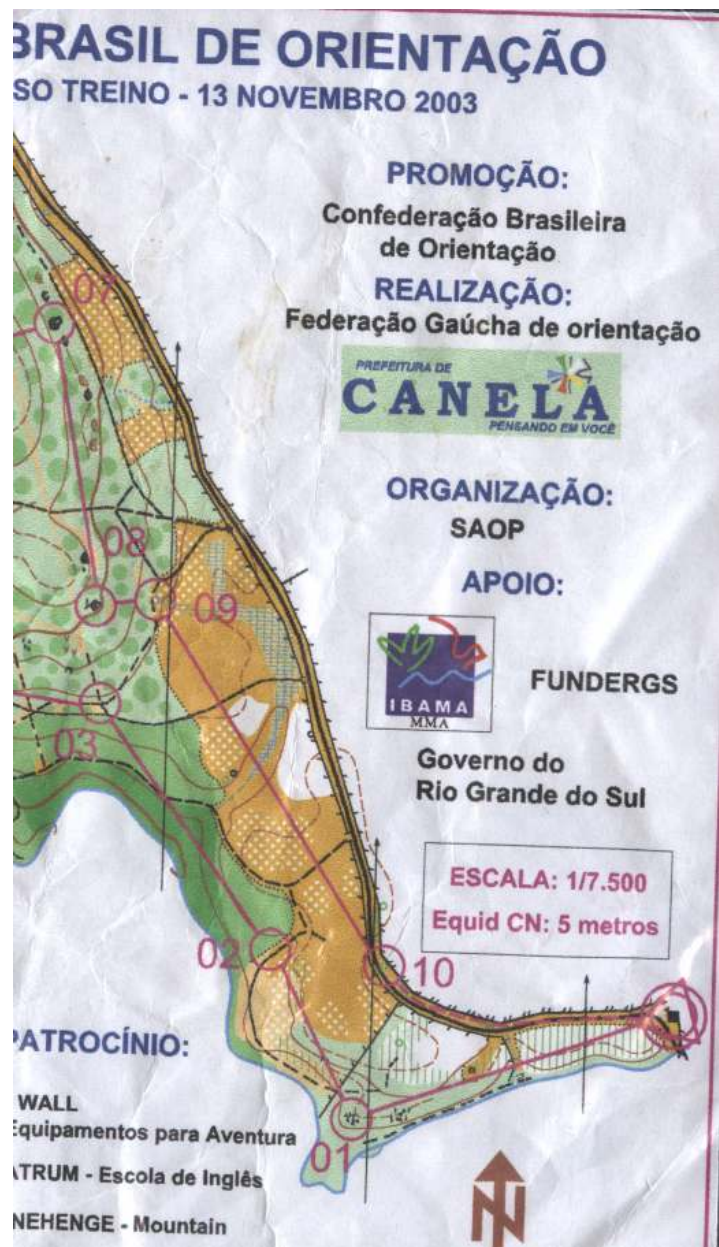 BRASIL DE ORIENTAÇÃO
SO TREINO - 13 NOVEMBRO 2003
PROMOÇÃO:
Confederação Brasileira
de Orientação
REALIZAÇÃO:
Federação Gaúcha de orientação
PREFEITURA DE
CANELA
PENSANDO EM VOCÊ
07
ORGANIZAÇÃO:
SAOP
08
APOIO:
09
IBAMA
MMA
FUNDERGS
03
Governo do
Rio Grande do Sul
ESCALA: 1/7.500
Equid CN: 5 metros
02
10
PATROCÍNIO:
WALL
Equipamentos para Aventura
01
ATRUM - Escola de Inglês
NEHENGE - Mountain
N